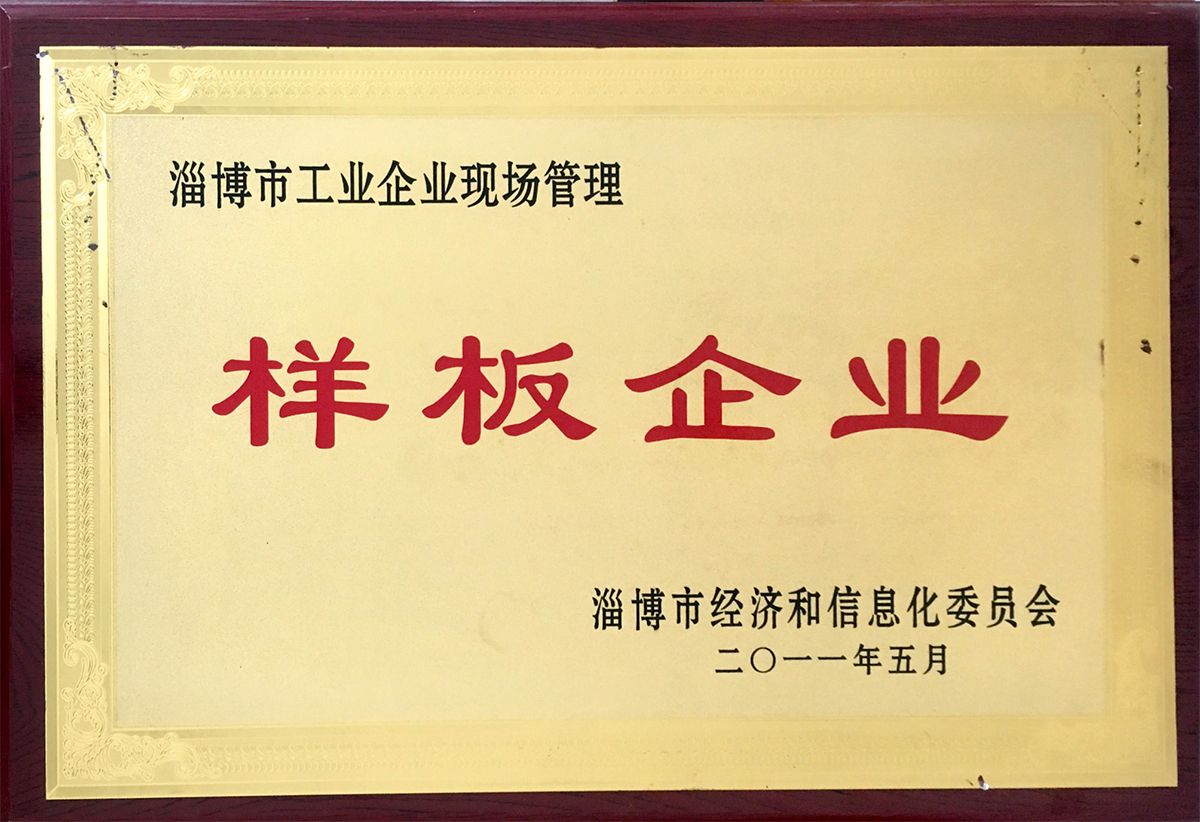 淄博市工业企业现场管理
样板企业
淄博市经济和信息化委员会
二〇一一年五月